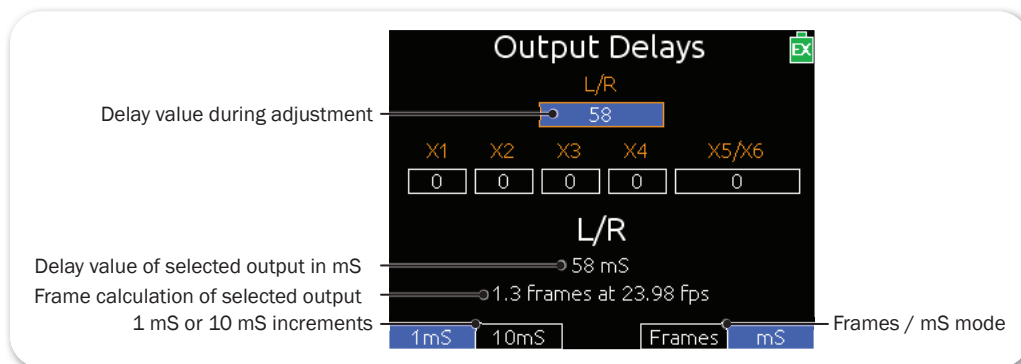 Output Delays
EX
L/R
Delay value during adjustment
58
X1 X2 X3 X4 X5/X6
0 0 0 0 0
L/R
Delay value of selected output in mS
58 mS
Frame calculation of selected output
1.3 frames at 23.98 fps
1 mS or 10 mS increments
1mS 10mS Frames mS
Frames / mS mode